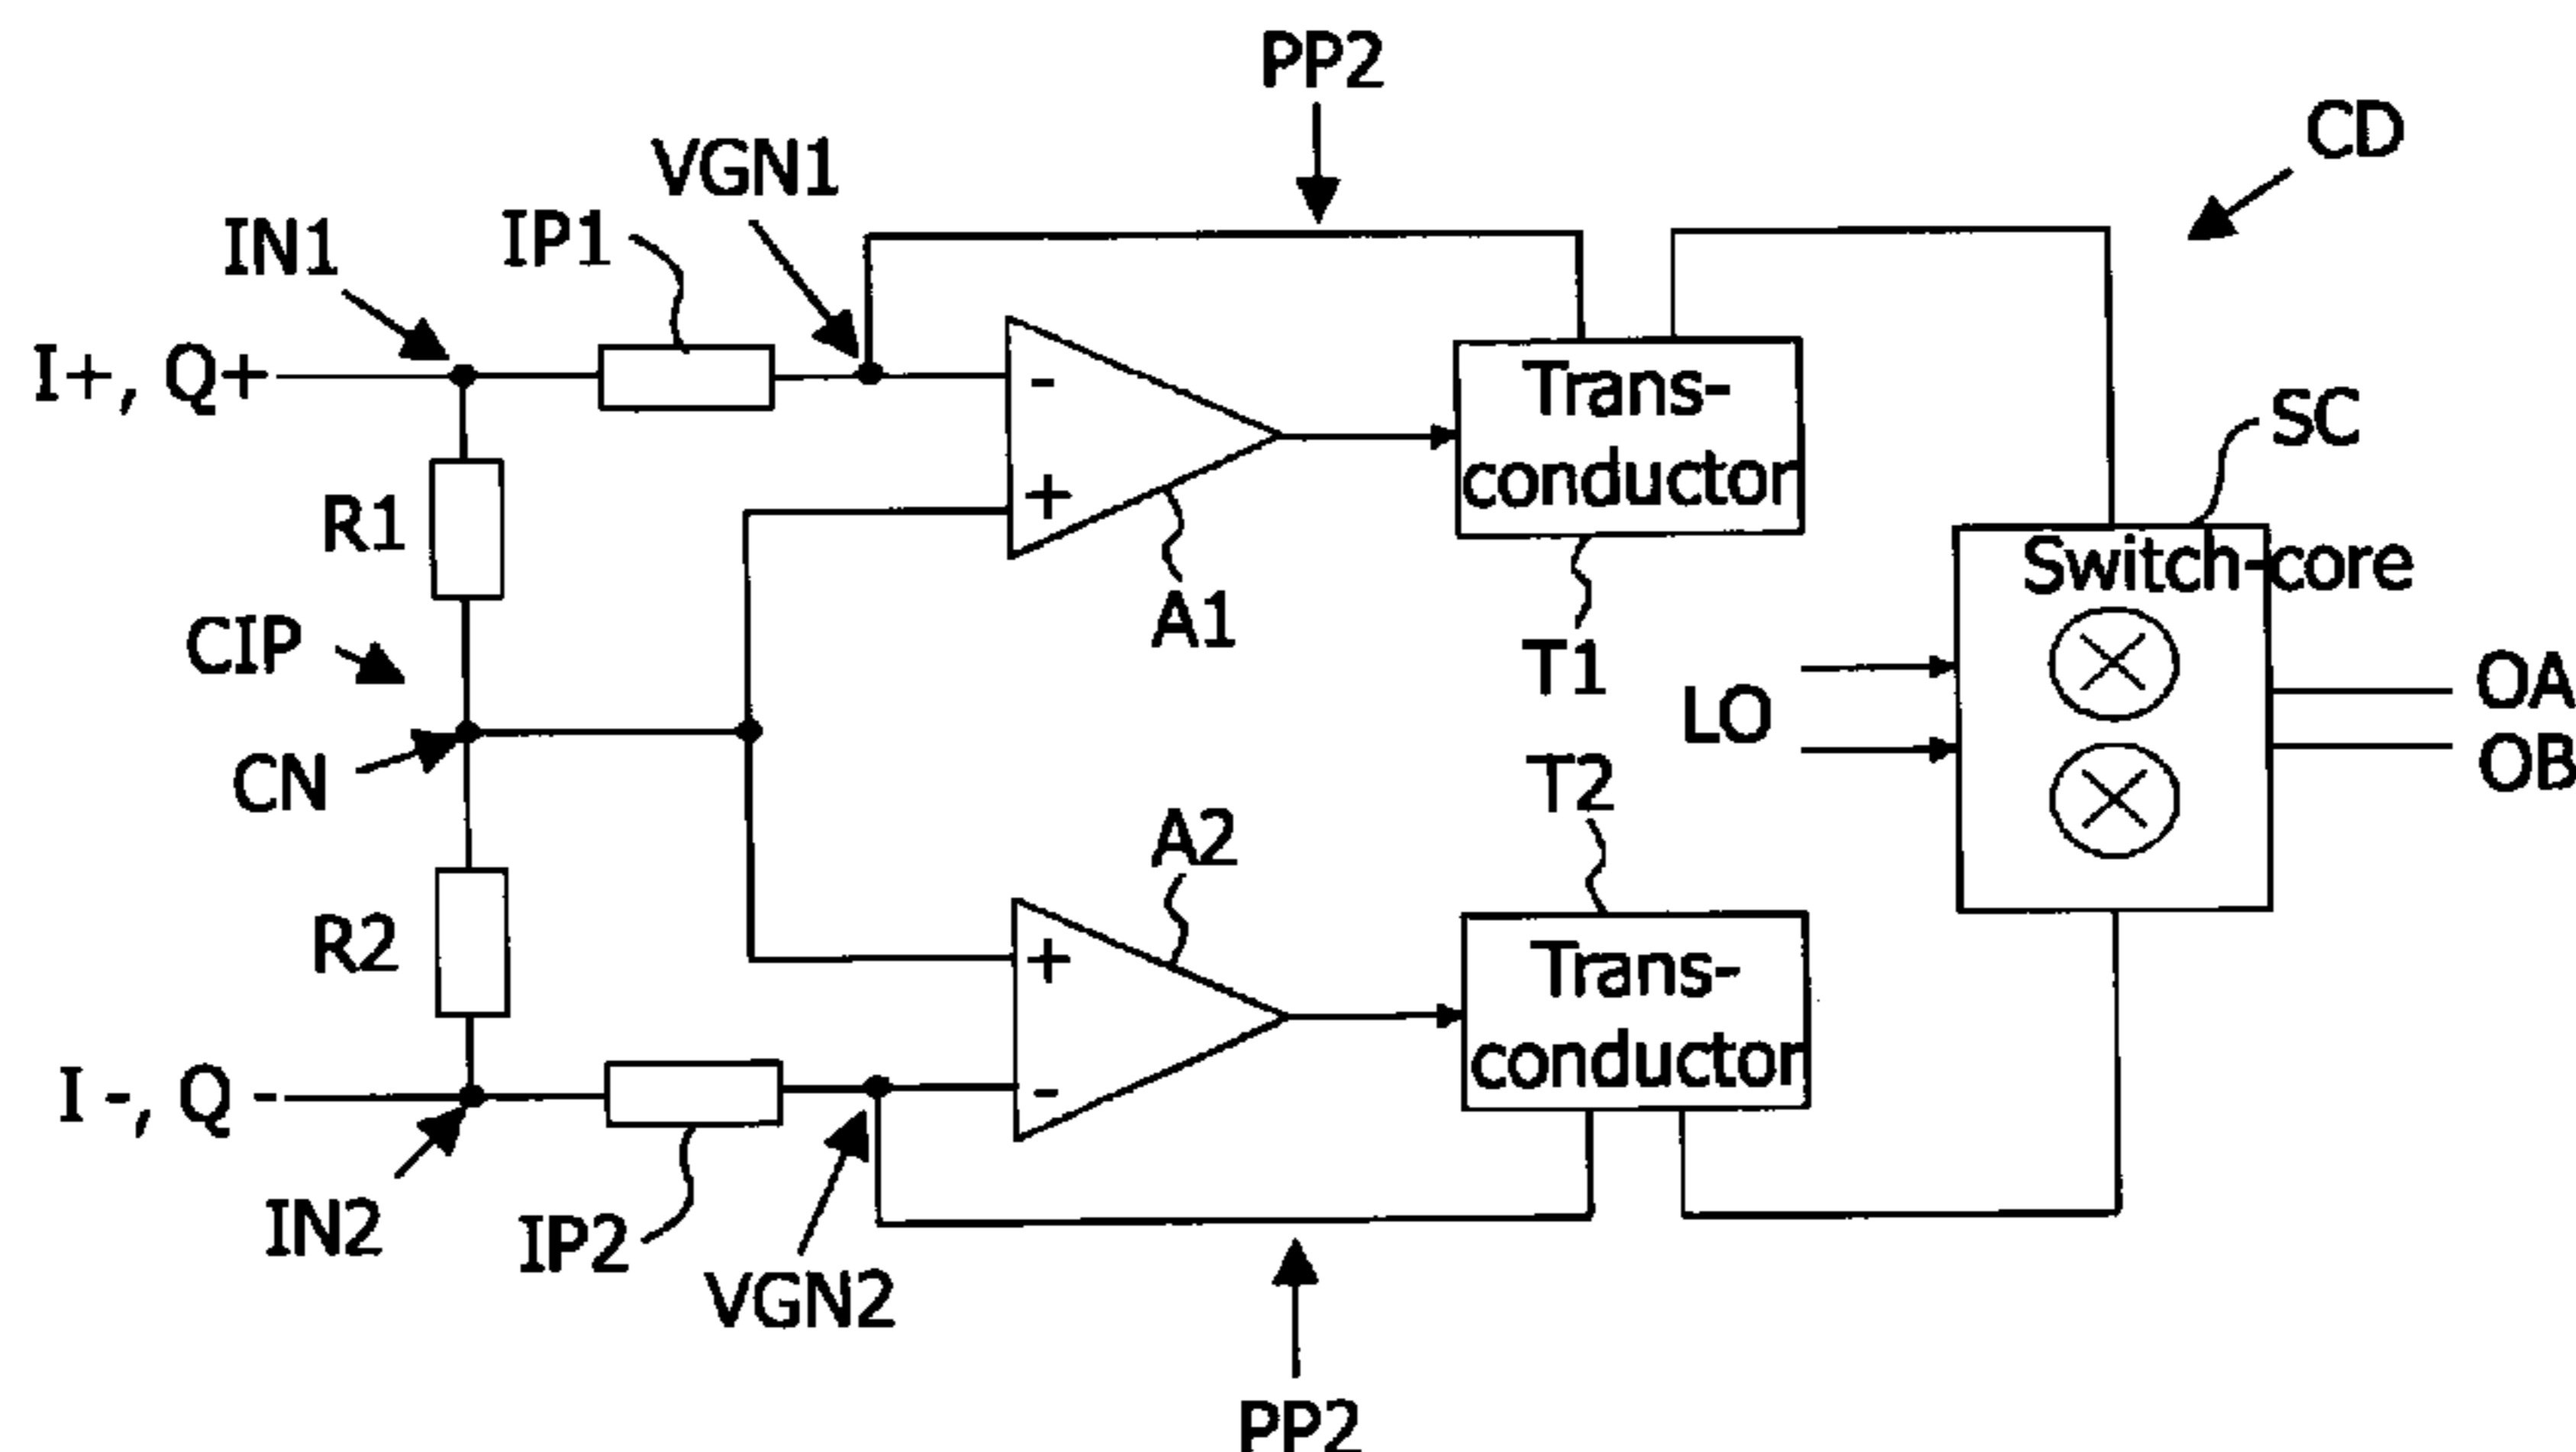 PP2
CD
VGN1
IP1
IN1
I+, Q+
-
Trans-
conductor
SC
R1
+
A1
Switch-core
CIP
T1
OA
LO
CN
T2
OB
A2
R2
+
Trans-
conductor
I -, Q -
-
IN2
IP2
VGN2
PP2